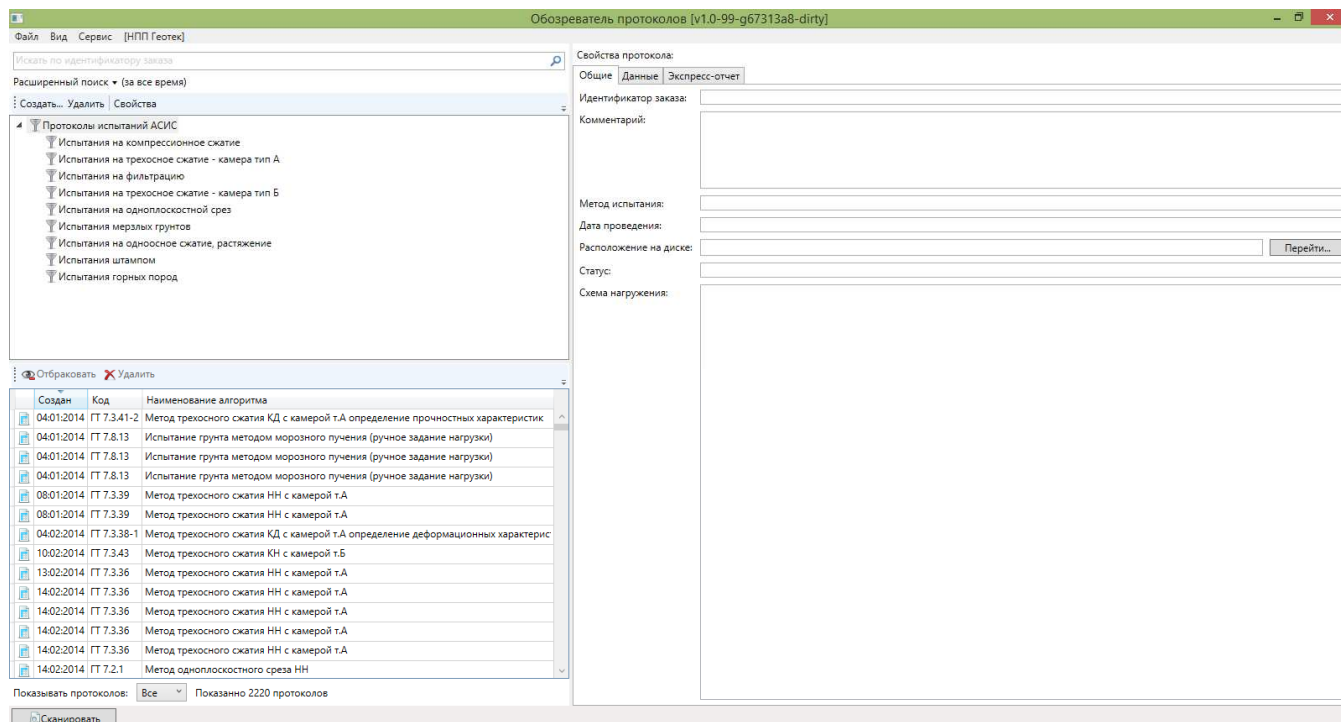 Обозреватель протоколов [v1.0-99-g67313a8-dirty]
Файл Вид Сервис [НПП Геотек]
Искать по идентификатору заказа
Расширенный поиск ▾ (за все время)
Создать... Удалить Свойства
Протоколы испытаний АСИС
Испытания на компрессионное сжатие
Испытания на трехосное сжатие - камера тип А
Испытания на фильтрацию
Испытания на трехосное сжатие - камера тип Б
Испытания на одноплоскостной срез
Испытания мерзлых грунтов
Испытания на одноосное сжатие, растяжение
Испытания штампом
Испытания горных пород
Отбраковать Удалить
Создан Код Наименование алгоритма
04:01:2014 ГТ 7.3.41-2 Метод трехосного сжатия КД с камерой т.А определение прочностных характеристик
04:01:2014 ГТ 7.8.13 Испытание грунта методом морозного пучения (ручное задание нагрузки)
04:01:2014 ГТ 7.8.13 Испытание грунта методом морозного пучения (ручное задание нагрузки)
04:01:2014 ГТ 7.8.13 Испытание грунта методом морозного пучения (ручное задание нагрузки)
08:01:2014 ГТ 7.3.39 Метод трехосного сжатия НН с камерой т.А
08:01:2014 ГТ 7.3.39 Метод трехосного сжатия НН с камерой т.А
04:02:2014 ГТ 7.3.38-1 Метод трехосного сжатия КД с камерой т.А определение деформационных характерис
10:02:2014 ГТ 7.3.43 Метод трехосного сжатия КН с камерой т.Б
13:02:2014 ГТ 7.3.36 Метод трехосного сжатия НН с камерой т.А
14:02:2014 ГТ 7.3.36 Метод трехосного сжатия НН с камерой т.А
14:02:2014 ГТ 7.3.36 Метод трехосного сжатия НН с камерой т.А
14:02:2014 ГТ 7.3.36 Метод трехосного сжатия НН с камерой т.А
14:02:2014 ГТ 7.3.36 Метод трехосного сжатия НН с камерой т.А
14:02:2014 ГТ 7.2.1 Метод одноплоскостного среза НН
Показывать протоколов: Все Показанно 2220 протоколов
Сканировать
Свойства протокола:
Общие Данные Экспресс-отчет
Идентификатор заказа:
Комментарий:
Метод испытания:
Дата проведения:
Расположение на диске: Перейти...
Статус:
Схема нагружения: